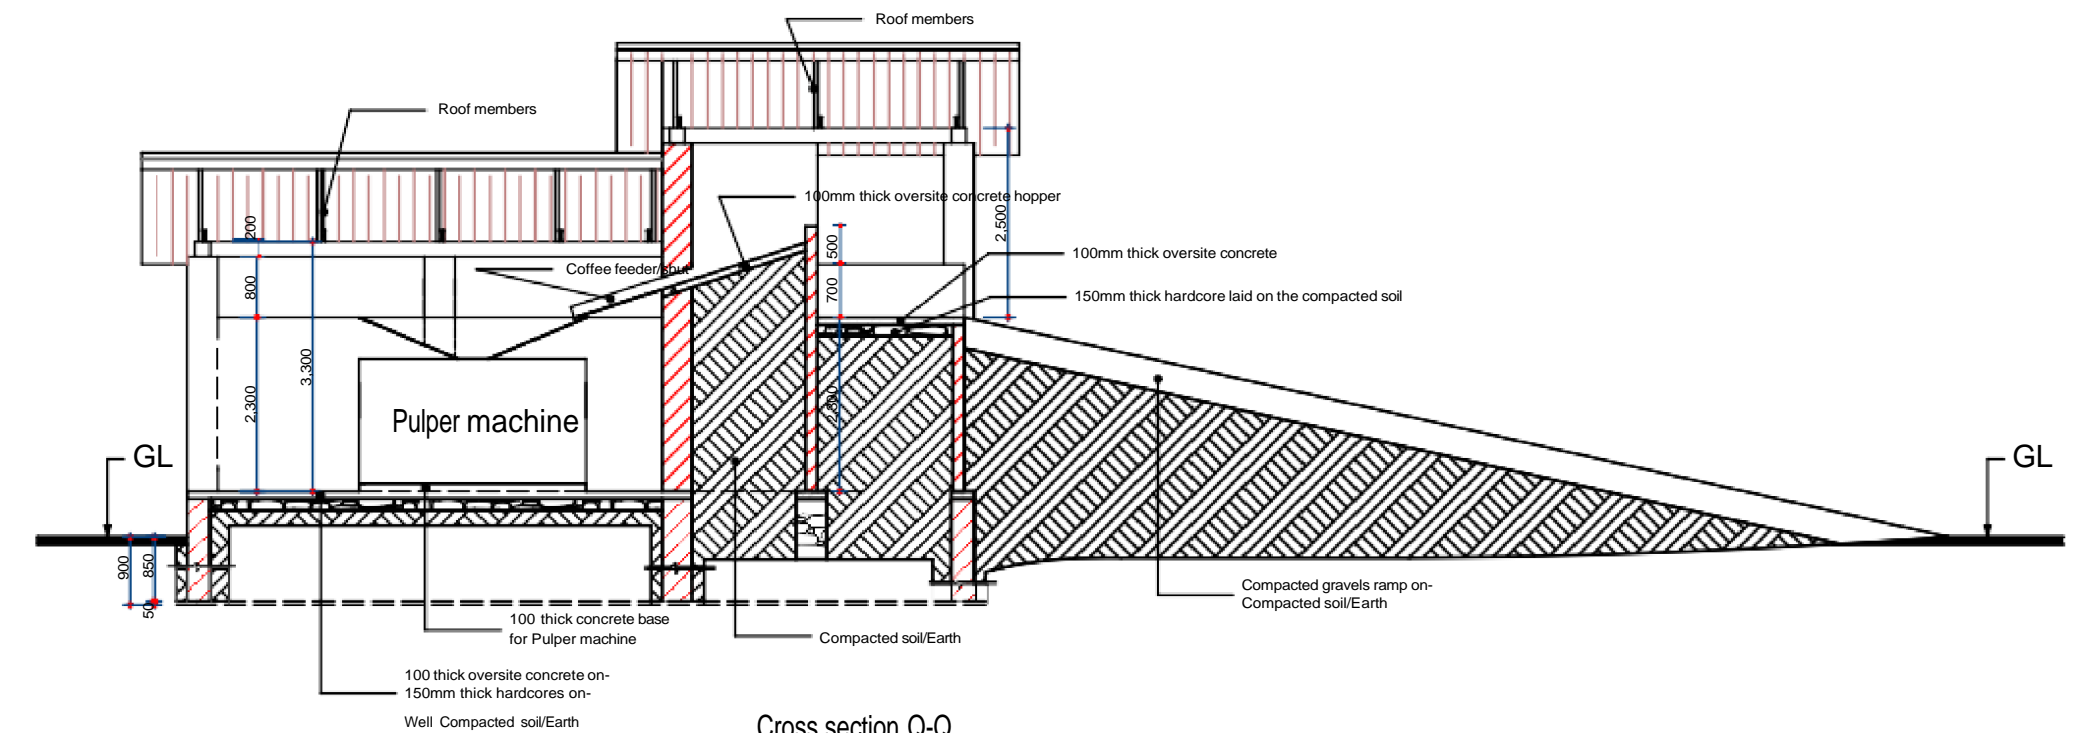 Roof members
Roof members
100mm thick oversite concrete hopper
200
2,500
500
100mm thick oversite concrete
Coffee feeder/shut
800
700
150mm thick hardcore laid on the compacted soil
3,300
2,300
Pulper machine
GL
GL
900
850
50
Compacted gravels ramp on-
Compacted soil/Earth
100 thick concrete base
for Pulper machine
Compacted soil/Earth
100 thick oversite concrete on-
150mm thick hardcores on-
Well Compacted soil/Earth
Cross section